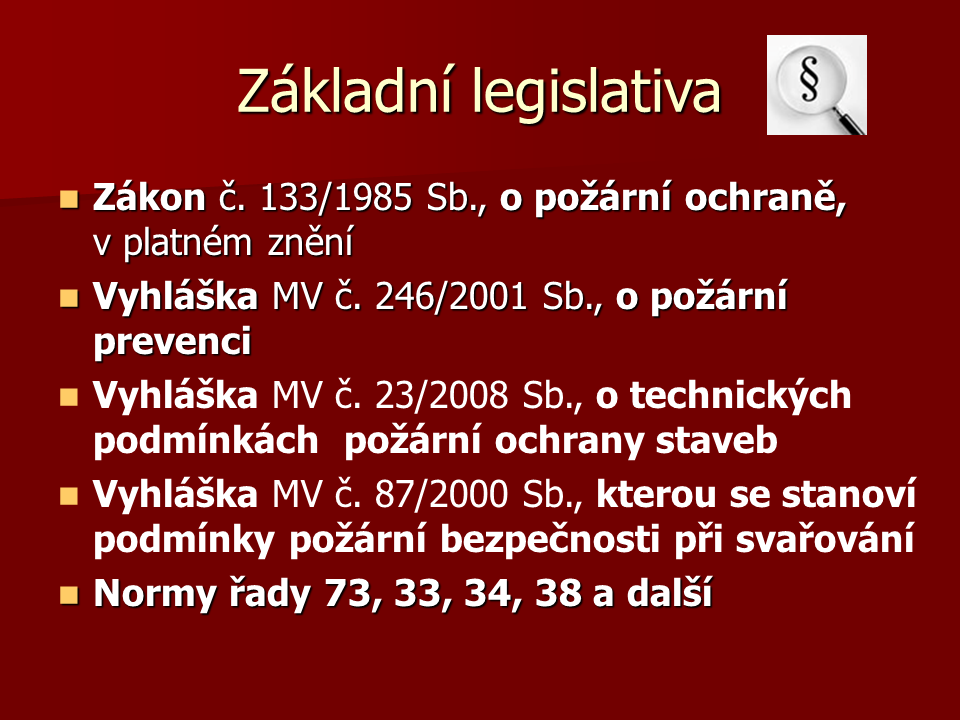 Základní legislativa
§
Zákon č. 133/1985 Sb., o požární ochraně,
v platném znění
Vyhláška MV č. 246/2001 Sb., o požární
prevenci
Vyhláška MV č. 23/2008 Sb., o technických
podmínkách požární ochrany staveb
Vyhláška MV č. 87/2000 Sb., kterou se stanoví
podmínky požární bezpečnosti při svařování
Normy řady 73, 33, 34, 38 a další